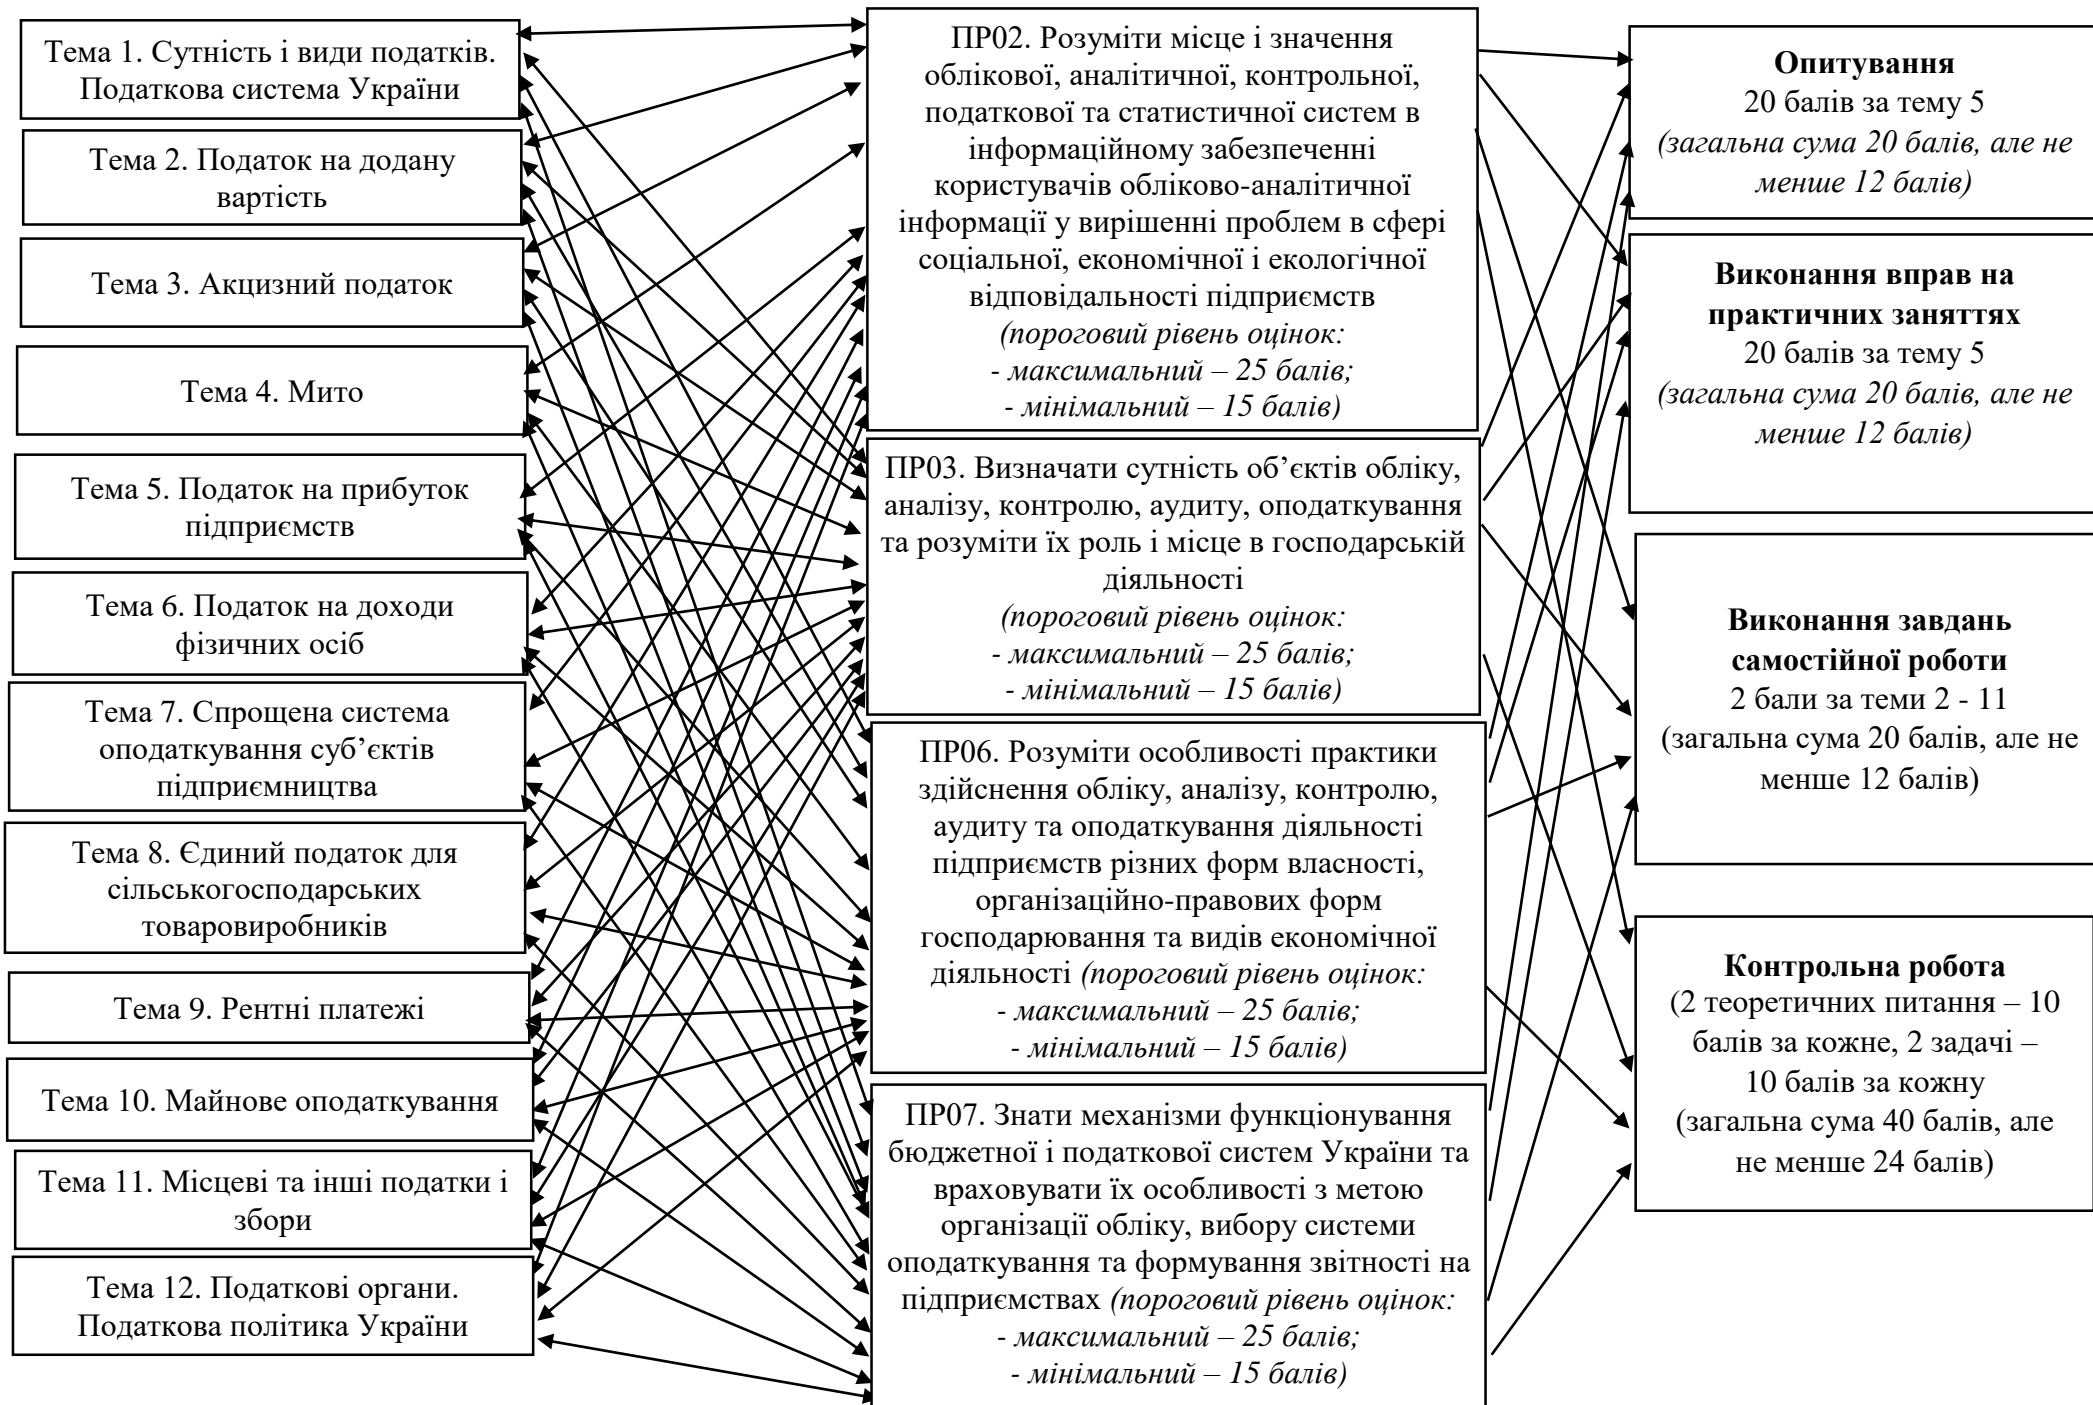 Тема 1. Сутність і види податків.
Податкова система України
Тема 2. Податок на додану
вартість
Тема 3. Акцизний податок
Тема 4. Мито
Тема 5. Податок на прибуток
підприємств
Тема 6. Податок на доходи
фізичних осіб
Тема 7. Спрощена система
оподаткування суб’єктів
підприємництва
Тема 8. Єдиний податок для
сільськогосподарських
товаровиробників
Тема 9. Рентні платежі
Тема 10. Майнове оподаткування
Тема 11. Місцеві та інші податки і
збори
Тема 12. Податкові органи.
Податкова політика України
ПР02. Розуміти місце і значення
облікової, аналітичної, контрольної,
податкової та статистичної систем в
інформаційному забезпеченні
користувачів обліково-аналітичної
інформації у вирішенні проблем в сфері
соціальної, економічної і екологічної
відповідальності підприємств
(пороговий рівень оцінок:
- максимальний – 25 балів;
- мінімальний – 15 балів)
ПР03. Визначати сутність об’єктів обліку,
аналізу, контролю, аудиту, оподаткування
та розуміти їх роль і місце в господарській
діяльності
(пороговий рівень оцінок:
- максимальний – 25 балів;
- мінімальний – 15 балів)
ПР06. Розуміти особливості практики
здійснення обліку, аналізу, контролю,
аудиту та оподаткування діяльності
підприємств різних форм власності,
організаційно-правових форм
господарювання та видів економічної
діяльності (пороговий рівень оцінок:
- максимальний – 25 балів;
- мінімальний – 15 балів)
ПР07. Знати механізми функціонування
бюджетної і податкової систем України та
враховувати їх особливості з метою
організації обліку, вибору системи
оподаткування та формування звітності на
підприємствах (пороговий рівень оцінок:
- максимальний – 25 балів;
- мінімальний – 15 балів)
Опитування
20 балів за тему 5
(загальна сума 20 балів, але не
менше 12 балів)
Виконання вправ на
практичних заняттях
20 балів за тему 5
(загальна сума 20 балів, але не
менше 12 балів)
Виконання завдань
самостійної роботи
2 бали за теми 2 - 11
(загальна сума 20 балів, але не
менше 12 балів)
Контрольна робота
(2 теоретичних питання – 10
балів за кожне, 2 задачі –
10 балів за кожну
(загальна сума 40 балів, але
не менше 24 балів)